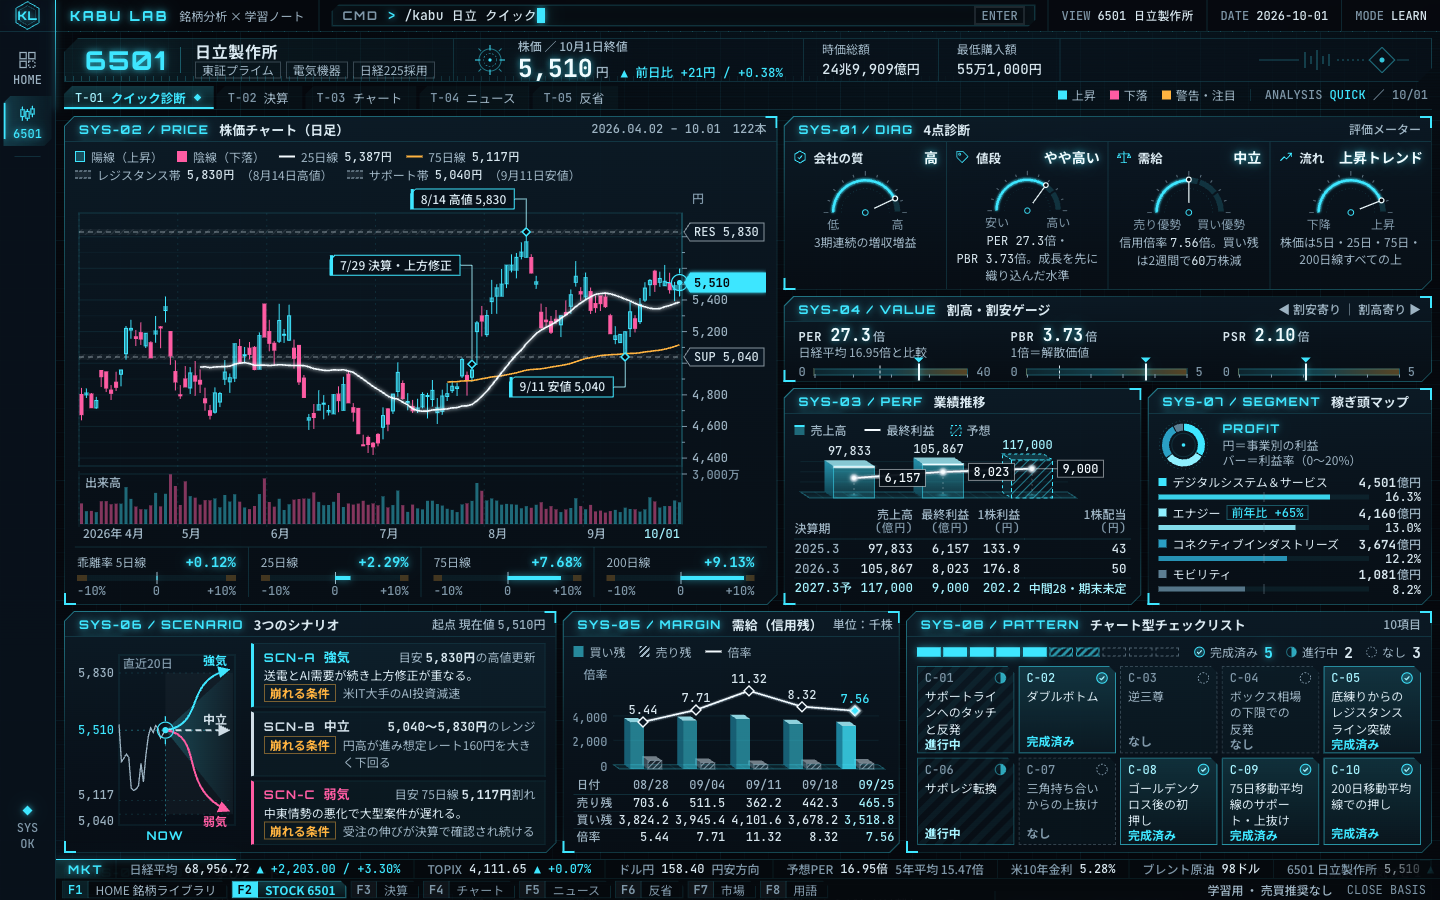 KL
KABU LAB 銘柄分析 × 学習ノート
CMD > /kabu 日立 クイック
ENTER
VIEW 6501 日立製作所
DATE 2026-10-01
MODE LEARN
HOME
6501
SYS
OK
6501
日立製作所
東証プライム 電気機器 日経225採用
株価 ／ 10月1日終値
5,510円 ▲ 前日比 +21円 / +0.38%
時価総額
24兆9,909億円
最低購入額
55万1,000円
T-01 クイック診断 ◆
T-02 決算
T-03 チャート
T-04 ニュース
T-05 反省
上昇 下落 警告・注目
ANALYSIS QUICK ／ 10/01
SYS-02 / PRICE 株価チャート（日足）
2026.04.02 − 10.01 122本
陽線（上昇） 陰線（下落） 25日線 5,387円 75日線 5,117円
レジスタンス帯 5,830円 （8月14日高値） サポート帯 5,040円 （9月11日安値）
8/14 高値 5,830
円
RES 5,830
7/29 決算・上方修正
5,510
5,400
5,200
SUP 5,040
9/11 安値 5,040
4,800
4,600
4,400
3,000万
出来高
2026年 4月 5月 6月 7月 8月 9月 10/01
乖離率 5日線 +0.12%
-10% 0 +10%
25日線 +2.29%
-10% 0 +10%
75日線 +7.68%
-10% 0 +10%
200日線 +9.13%
-10% 0 +10%
SYS-01 / DIAG 4点診断
評価メーター
会社の質 高
低 高
3期連続の増収増益
値段 やや高い
安い 高い
PER 27.3倍・
PBR 3.73倍。成長を先に
織り込んだ水準
需給 中立
売り優勢 買い優勢
信用倍率 7.56倍。買い残
は2週間で60万株減
流れ 上昇トレンド
下降 上昇
株価は5日・25日・75日・
200日線すべての上
SYS-04 / VALUE 割高・割安ゲージ
◀ 割安寄り ｜ 割高寄り ▶
PER 27.3倍
日経平均 16.95倍と比較
0 40
PBR 3.73倍
1倍＝解散価値
0 5
PSR 2.10倍
0 5
SYS-03 / PERF 業績推移
売上高 最終利益 予想
97,833 105,867 117,000
6,157 8,023 9,000
決算期 売上高（億円） 最終利益（億円） 1株利益（円） 1株配当（円）
2025.3 97,833 6,157 133.9 43
2026.3 105,867 8,023 176.8 50
2027.3予 117,000 9,000 202.2 中間28・期末未定
SYS-07 / SEGMENT 稼ぎ頭マップ
PROFIT
円＝事業別の利益
バー＝利益率（0〜20%）
デジタルシステム＆サービス 4,501億円
16.3%
エナジー 前年比 +65% 4,160億円
13.0%
コネクティブインダストリーズ 3,674億円
12.2%
モビリティ 1,081億円
8.2%
SYS-06 / SCENARIO 3つのシナリオ
起点 現在値 5,510円
直近20日
5,830
5,510
5,117
5,040
強気
中立
弱気
NOW
SCN-A 強気 目安 5,830円の高値更新
送電とAI需要が続き上方修正が重なる。
崩れる条件 米IT大手のAI投資減速
SCN-B 中立 5,040〜5,830円のレンジ
崩れる条件 円高が進み想定レート160円を大き
く下回る
SCN-C 弱気 目安 75日線 5,117円割れ
中東情勢の悪化で大型案件が遅れる。
崩れる条件 受注の伸びが決算で確認され続ける
SYS-05 / MARGIN 需給（信用残） 単位：千株
買い残 売り残 倍率
倍率
5.44 7.71 11.32 8.32 7.56
4,000
2,000
0
日付 08/28 09/04 09/11 09/18 09/25
売り残 703.6 511.5 362.2 442.3 465.5
買い残 3,824.2 3,945.4 4,101.6 3,678.2 3,518.8
倍率 5.44 7.71 11.32 8.32 7.56
SYS-08 / PATTERN チャート型チェックリスト
10項目
完成済み 5 進行中 2 なし 3
C-01
サポートライ
ンへのタッチ
と反発
進行中
C-02
ダブルボトム
完成済み
C-03
逆三尊
なし
C-04
ボックス相場
の下限での
反発
なし
C-05
底練りからの
レジスタンス
ライン突破
完成済み
C-06
サポレジ転換
進行中
C-07
三角持ち合い
からの上抜け
なし
C-08
ゴールデンク
ロス後の初
押し
完成済み
C-09
75日移動平均
線のサポー
ト・上抜け
完成済み
C-10
200日移動平均
線での押し
完成済み
MKT 日経平均 68,956.72 ▲ +2,203.00 / +3.30% TOPIX 4,111.65 ▲ +0.07% ドル円 158.40 円安方向 予想PER 16.95倍 5年平均 15.47倍 米10年金利 5.28% ブレント原油 98ドル 6501 日立製作所 5,510
F1 HOME 銘柄ライブラリ F2 STOCK 6501 F3 決算 F4 チャート F5 ニュース F6 反省 F7 市場 F8 用語
学習用 ・ 売買推奨なし CLOSE BASIS